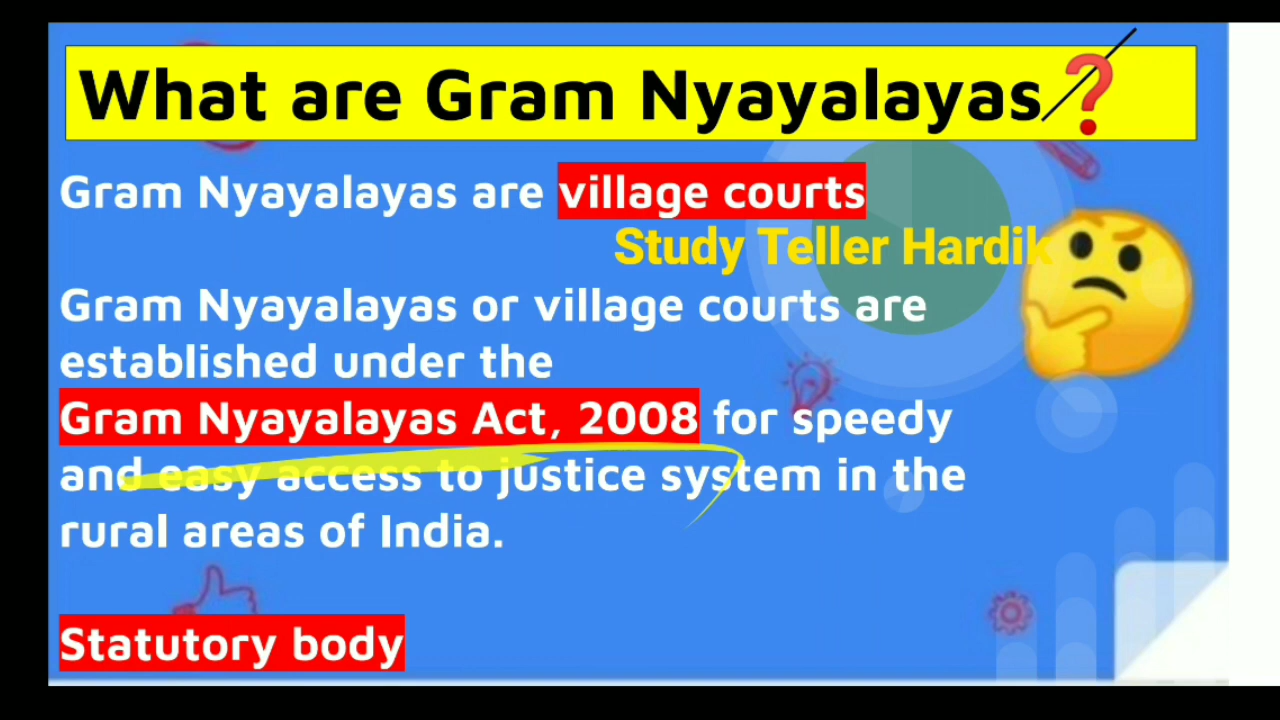 What are Gram Nyayalayas❓
Gram Nyayalayas are village courts
Study Teller Hardik
Gram Nyayalayas or village courts are
established under the
Gram Nyayalayas Act, 2008 for speedy
and easy access to justice system in the
rural areas of India.
Statutory body